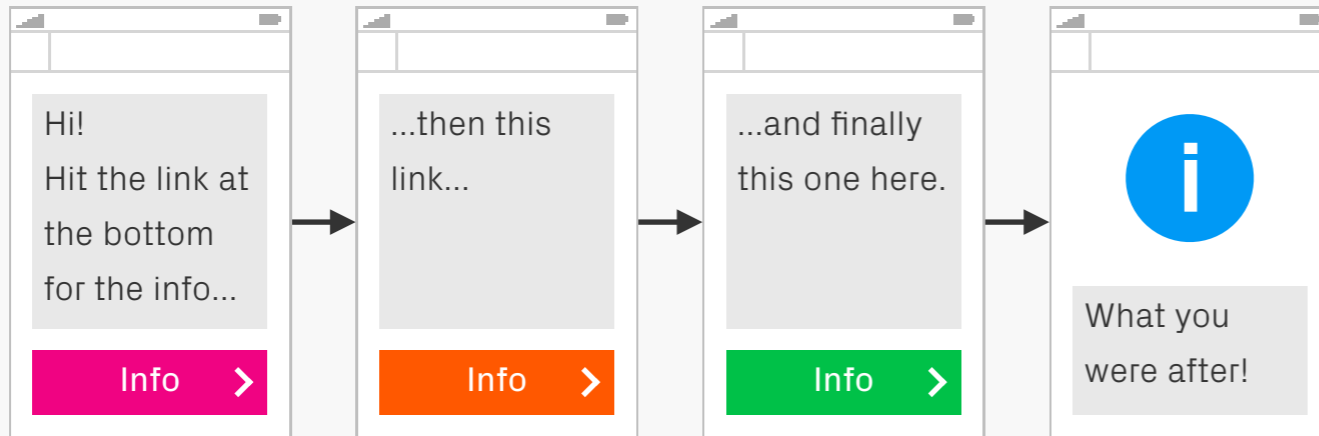 Hi!
Hit the link at
the bottom
for the info...
Info
...then this
link...
Info
...and finally
this one here.
Info
i
What you
were after!